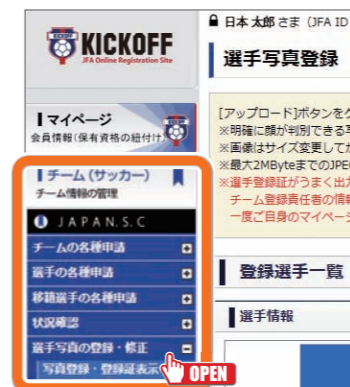 KICKOFF
JFA Online Registration Site
マイページ
会員情報(保有資格の紐付け)
チーム(サッカー)
チーム情報の管理
JAPAN.S.C
チームの各種申請
選手の各種申請
移籍選手の各種申請
状況確認
選手写真の登録・修正
写真登録・登録証表示
OPEN
日本 太郎 さま (JFA ID
選手写真登録
[アップロード]ボタンをク
※明確に顔が判別できる写
※画像はサイズ変更してカ
※最大2MByteまでのJPE
※選手登録証がうまく出力
チーム登録責任者の情報
一度ご自身のマイページ
登録選手一覧
選手情報